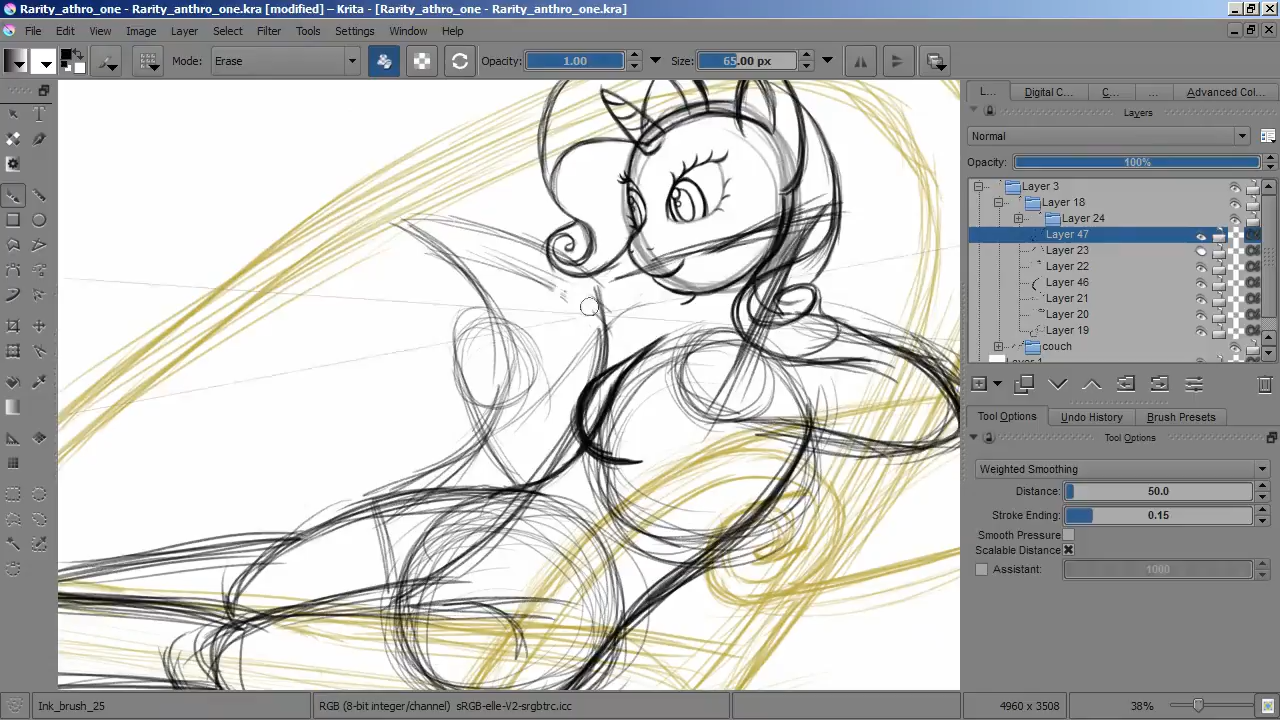 Rarity_athro_one - Rarity_anthro_one.kra [modified] – Krita - [Rarity_athro_one - Rarity_anthro_one.kra]
File Edit View Image Layer Select Filter Tools Settings Window Help
Mode: Erase Opacity: 1.00 Size: 65.00 px
L... Digital C... C... ... Advanced Col...
Layers
Normal
Opacity: 100%
Layer 3
Layer 18
Layer 24
Layer 47
Layer 23
Layer 22
Layer 46
Layer 21
Layer 20
Layer 19
couch
Layer 1
Tool Options Undo History Brush Presets
Tool Options
Weighted Smoothing
Distance: 50.0
Stroke Ending: 0.15
Smooth Pressure
Scalable Distance
Assistant: 1000
Ink_brush_25 RGB (8-bit integer/channel) sRGB-elle-V2-srgbtrc.icc 4960 x 3508 38%